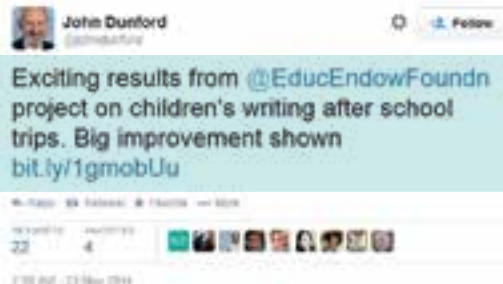 John Dunford
Follow
Exciting results from @EducEndowFoundn
project on children's writing after school
trips. Big improvement shown
bit.ly/1gmobUu
More
22 4